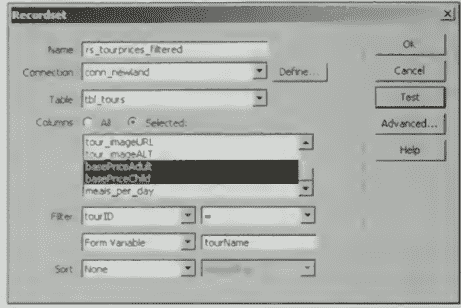 Recordset
Name rs_tourprices_filtered OK
Connection conn_newland Define... Cancel
Table tbl_tours Test
Columns All Selected: Advanced...
tour_imageURL Help
tour_imageALT
basePriceAdult
basePriceChild
meals_per_day
Filter tourID =
Form Variable tourName
Sort None